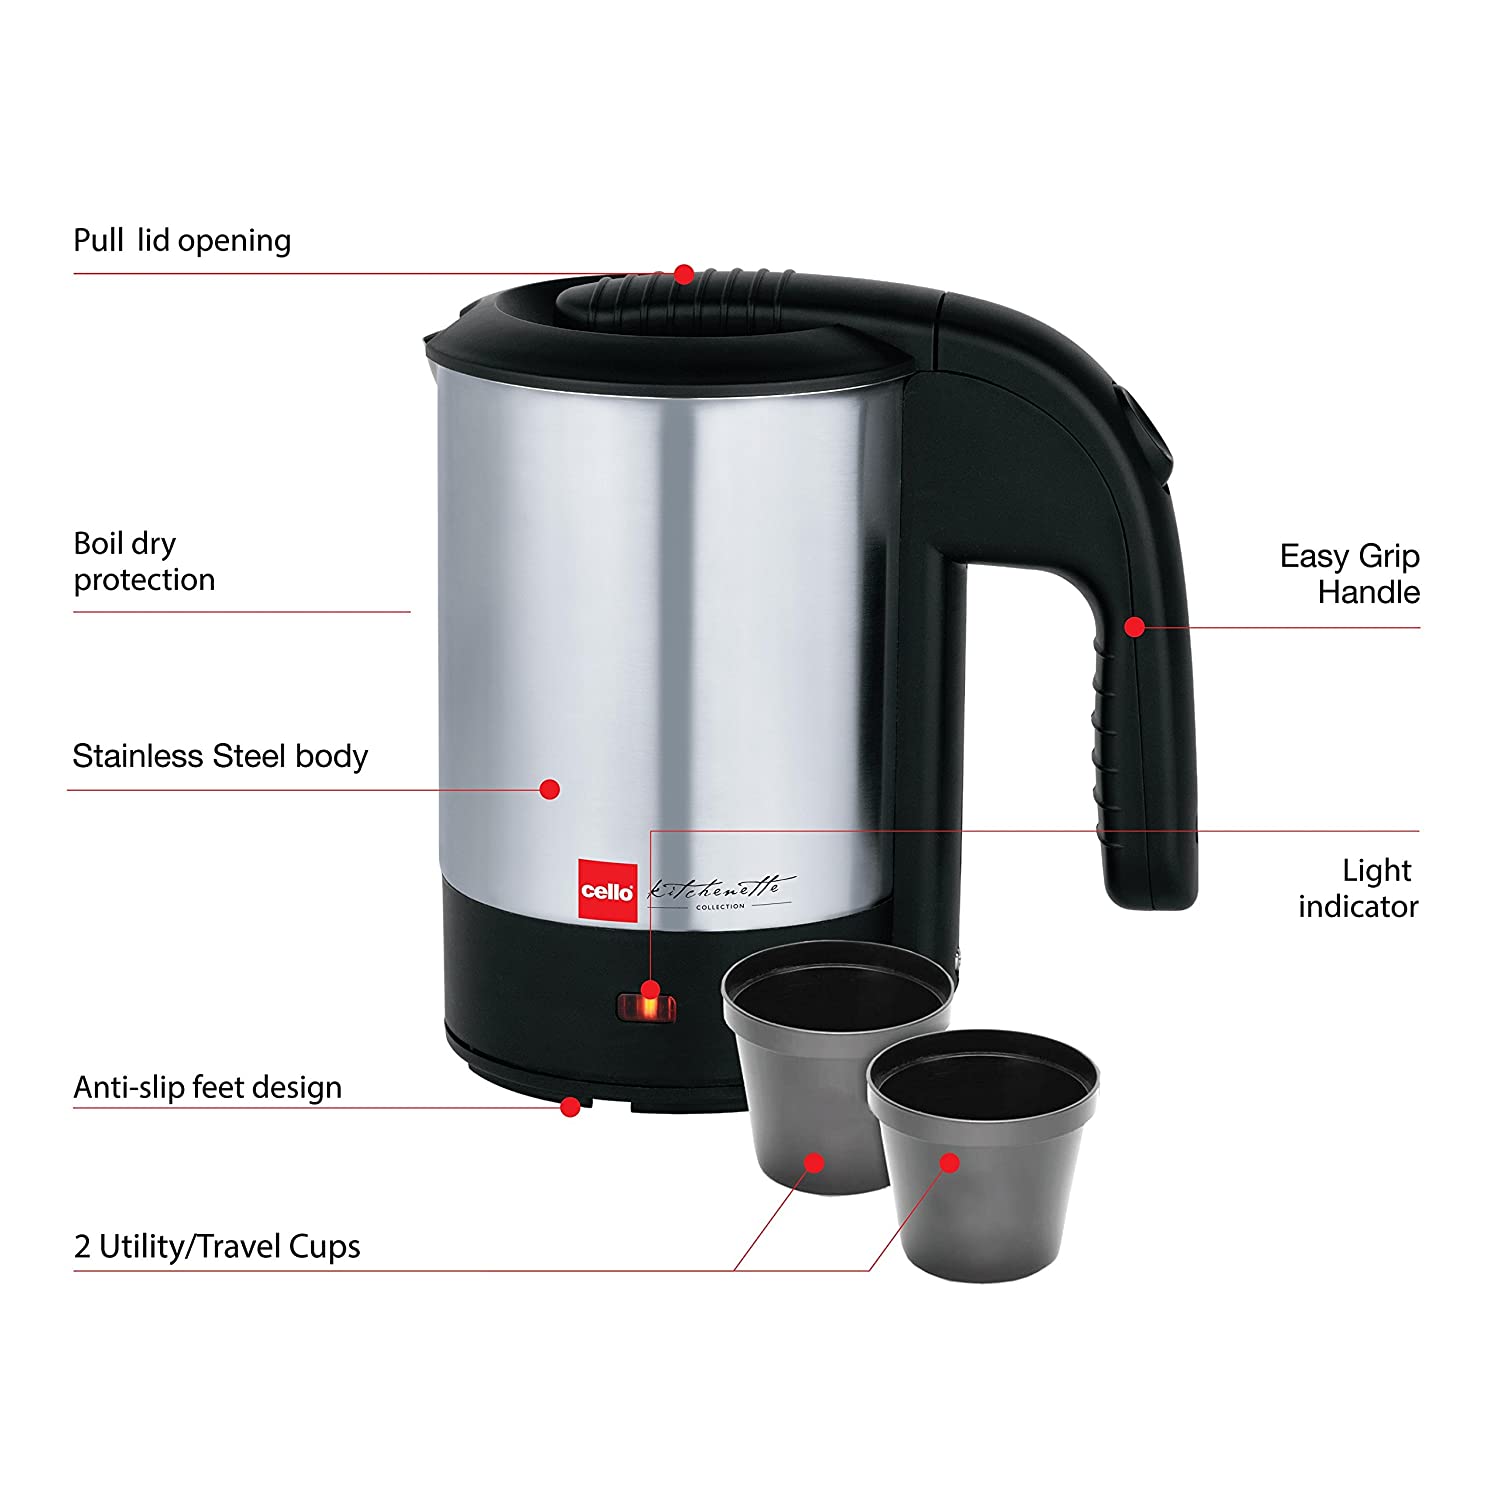 Pull lid opening
Boil dry
protection
Easy Grip
Handle
Stainless Steel body
Light
indicator
cello
kitchenette
COLLECTION
Anti-slip feet design
2 Utility/Travel Cups